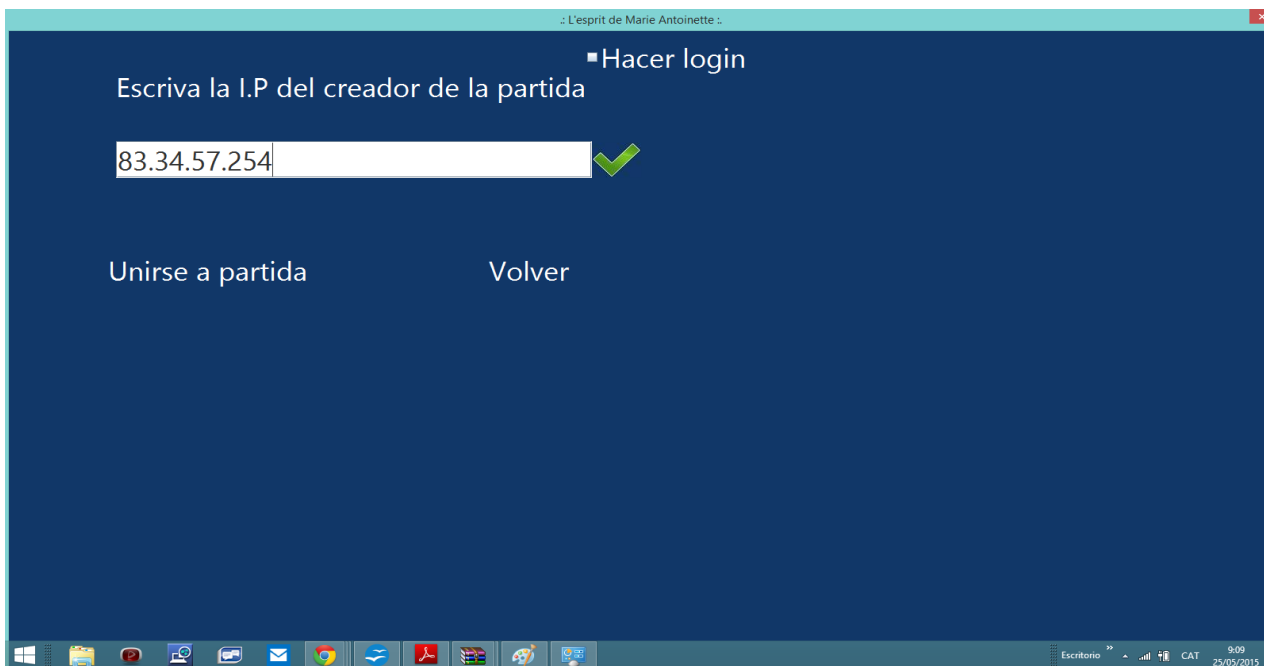 .: L'esprit de Marie Antoinette :.
Hacer login
Escriva la I.P del creador de la partida
83.34.57.254
Unirse a partida
Volver
Escritorio
CAT
9:09
25/05/2015